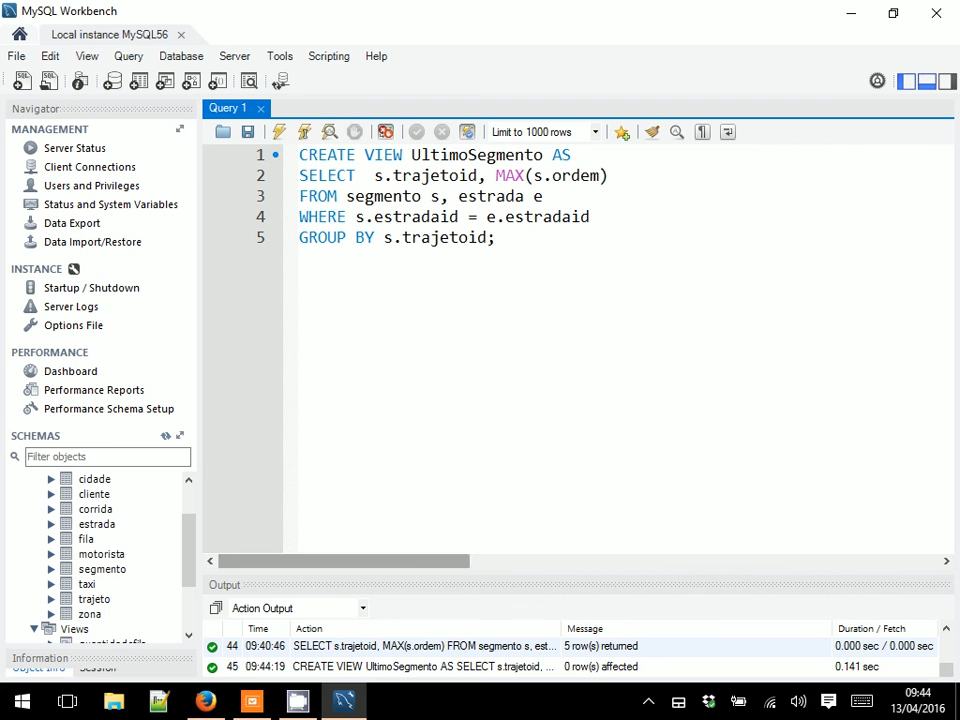 MySQL Workbench
Local instance MySQL56
File Edit View Query Database Server Tools Scripting Help
Navigator
Query 1
MANAGEMENT
Limit to 1000 rows
Server Status
Client Connections
Users and Privileges
Status and System Variables
Data Export
Data Import/Restore
INSTANCE
Startup / Shutdown
Server Logs
Options File
PERFORMANCE
Dashboard
Performance Reports
Performance Schema Setup
SCHEMAS
Filter objects
cidade
cliente
corrida
estrada
fila
motorista
segmento
taxi
trajeto
zona
Views
Information
Session
1 CREATE VIEW UltimoSegmento AS
2 SELECT s.trajetoid, MAX(s.ordem)
3 FROM segmento s, estrada e
4 WHERE s.estradaid = e.estradaid
5 GROUP BY s.trajetoid;
Output
Action Output
Time Action Message Duration / Fetch
44 09:40:46 SELECT s.trajetoid, MAX(s.ordem) FROM segmento s, est... 5 row(s) returned 0.000 sec / 0.000 sec
45 09:44:19 CREATE VIEW UltimoSegmento AS SELECT s.trajetoid, ... 0 row(s) affected 0.141 sec
09:44
13/04/2016